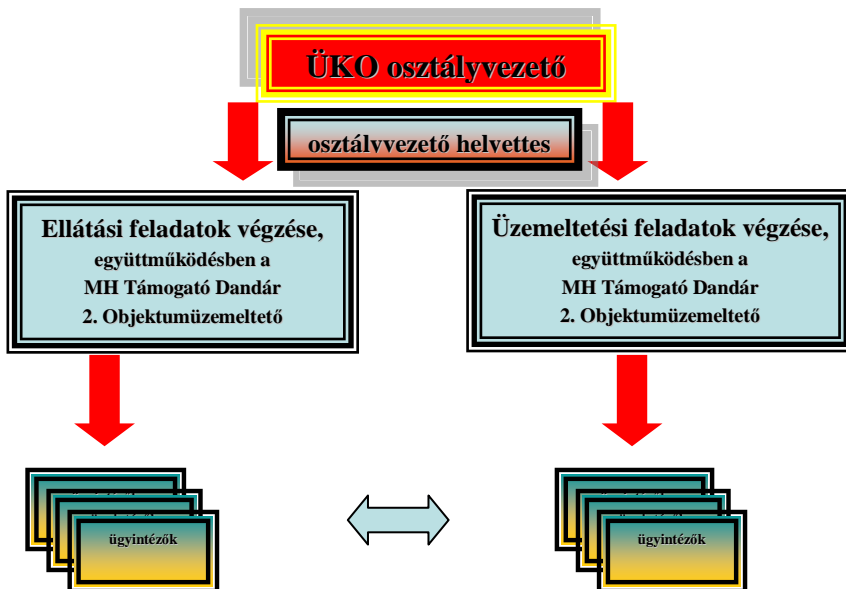 ÜKO osztályvezető
osztályvezető helyettes
Ellátási feladatok végzése,
együttműködésben a
MH Támogató Dandár
2. Objektumüzemeltető
Üzemeltetési feladatok végzése,
együttműködésben a
MH Támogató Dandár
2. Objektumüzemeltető
ügyintézők
ügyintézők